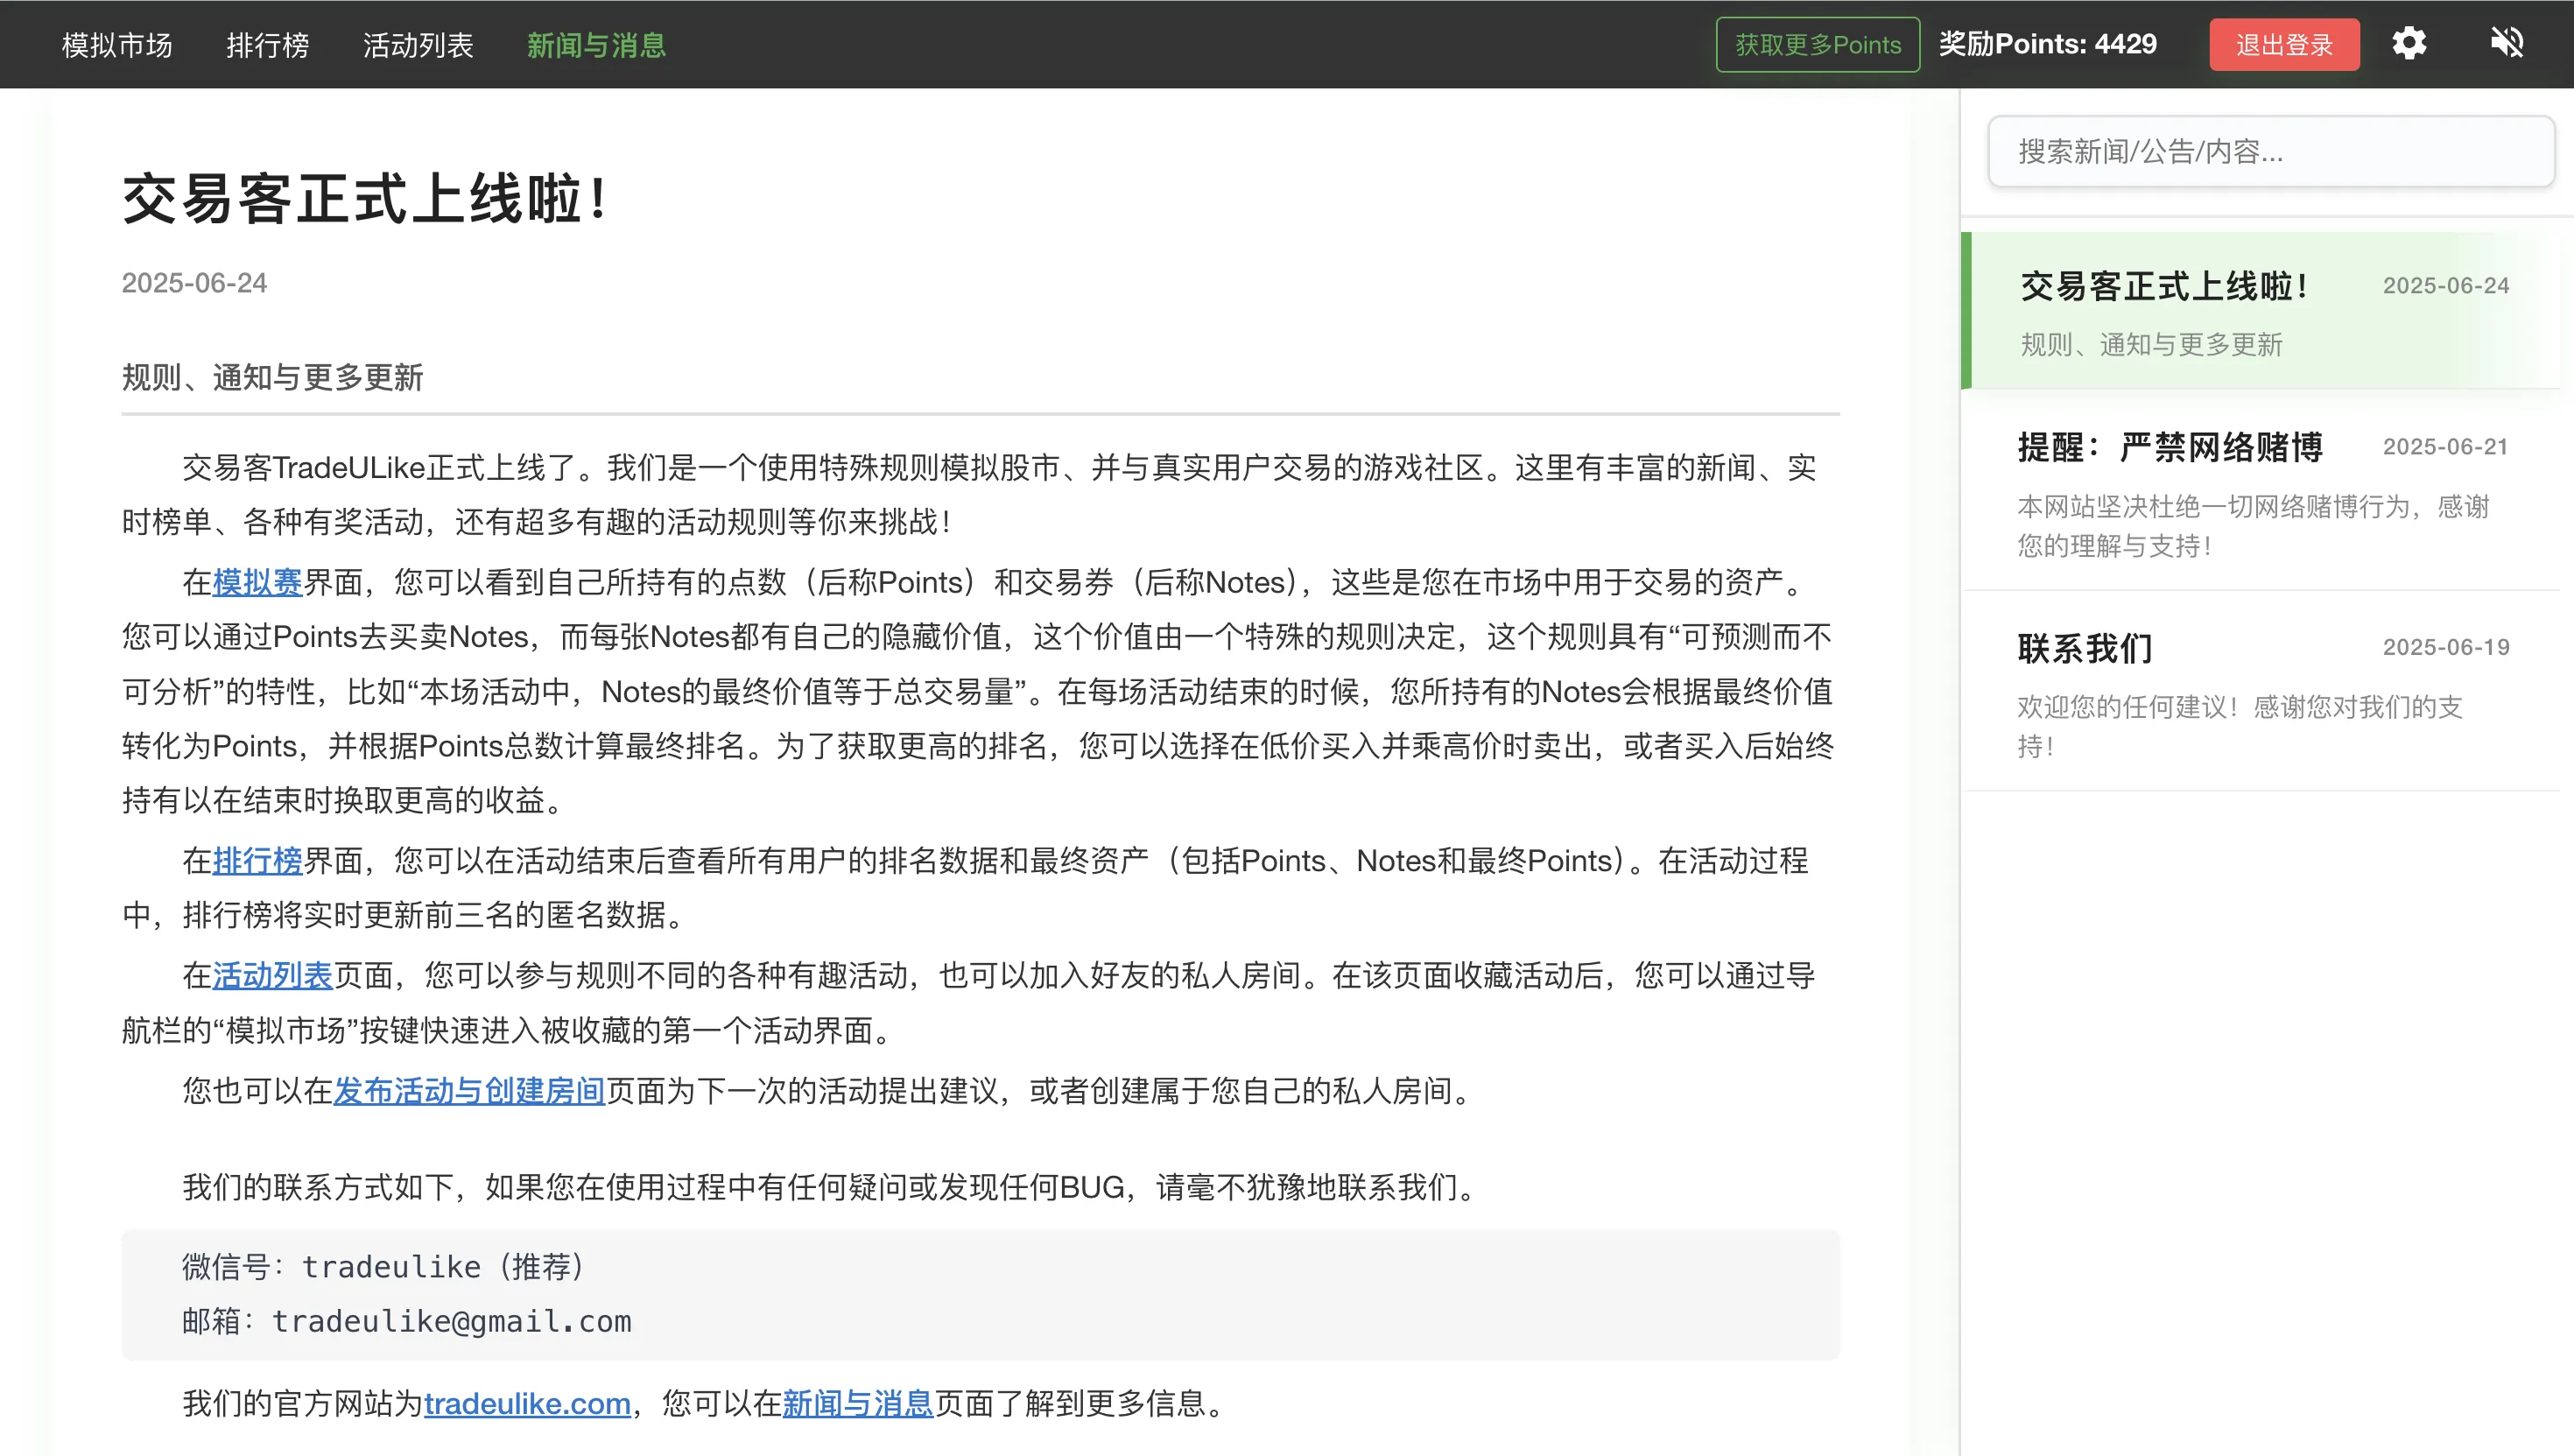 模拟市场 排行榜 活动列表 新闻与消息 获取更多Points 奖励Points: 4429 退出登录
交易客正式上线啦！
2025-06-24
规则、通知与更多更新
交易客TradeULike正式上线了。我们是一个使用特殊规则模拟股市、并与真实用户交易的游戏社区。这里有丰富的新闻、实
时榜单、各种有奖活动，还有超多有趣的活动规则等你来挑战！
在模拟赛界面，您可以看到自己所持有的点数（后称Points）和交易券（后称Notes），这些是您在市场中用于交易的资产。
您可以通过Points去买卖Notes，而每张Notes都有自己的隐藏价值，这个价值由一个特殊的规则决定，这个规则具有“可预测而不
可分析”的特性，比如“本场活动中，Notes的最终价值等于总交易量”。在每场活动结束的时候，您所持有的Notes会根据最终价值
转化为Points，并根据Points总数计算最终排名。为了获取更高的排名，您可以选择在低价买入并乘高价时卖出，或者买入后始终
持有以在结束时换取更高的收益。
在排行榜界面，您可以在活动结束后查看所有用户的排名数据和最终资产（包括Points、Notes和最终Points）。在活动过程
中，排行榜将实时更新前三名的匿名数据。
在活动列表页面，您可以参与规则不同的各种有趣活动，也可以加入好友的私人房间。在该页面收藏活动后，您可以通过导
航栏的“模拟市场”按键快速进入被收藏的第一个活动界面。
您也可以在发布活动与创建房间页面为下一次的活动提出建议，或者创建属于您自己的私人房间。
我们的联系方式如下，如果您在使用过程中有任何疑问或发现任何BUG，请毫不犹豫地联系我们。
微信号：tradeulike（推荐）
邮箱：tradeulike@gmail.com
我们的官方网站为tradeulike.com，您可以在新闻与消息页面了解到更多信息。
搜索新闻/公告/内容...
交易客正式上线啦！ 2025-06-24
规则、通知与更多更新
提醒：严禁网络赌博 2025-06-21
本网站坚决杜绝一切网络赌博行为，感谢
您的理解与支持！
联系我们 2025-06-19
欢迎您的任何建议！感谢您对我们的支
持！